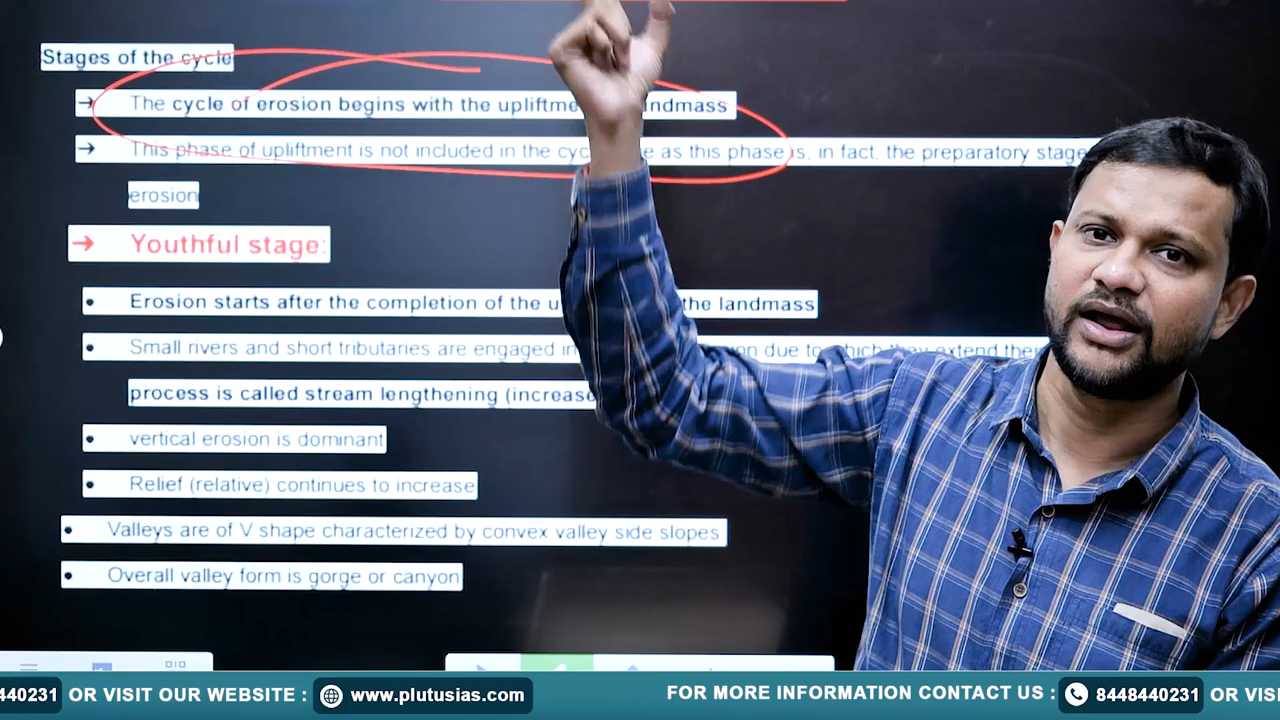 Stages of the cycle
→ The cycle of erosion begins with the upliftme ndmass
→ This phase of upliftment is not included in the cyc e as this phase is, in fact, the preparatory stage
erosion
→ Youthful stage:
• Erosion starts after the completion of the u the landmass
• Small rivers and short tributaries are engaged in on due to which they extend their
process is called stream lengthening (increase
• vertical erosion is dominant
• Relief (relative) continues to increase
• Valleys are of V shape characterized by convex valley side slopes
• Overall valley form is gorge or canyon
440231 OR VISIT OUR WEBSITE : www.plutusias.com FOR MORE INFORMATION CONTACT US : 8448440231 OR VISI